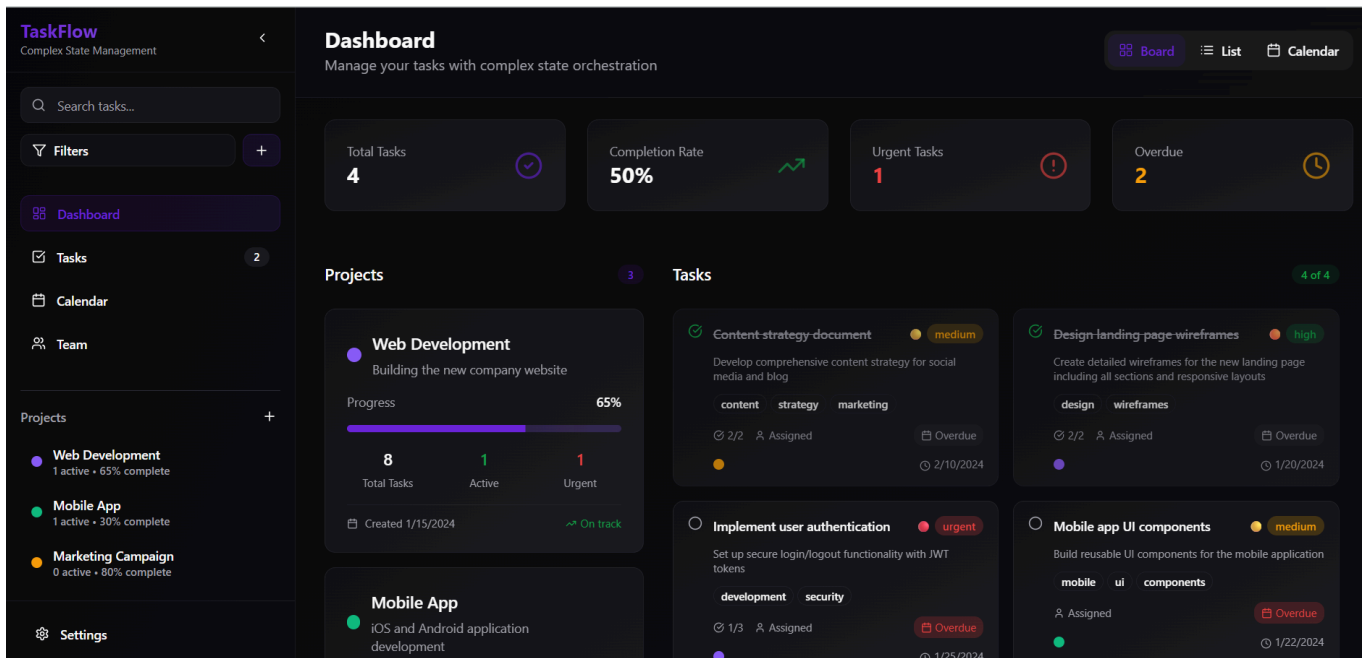 TaskFlow
Complex State Management
Search tasks...
Filters
Dashboard
Tasks
2
Calendar
Team
Projects
Web Development
1 active • 65% complete
Mobile App
1 active • 30% complete
Marketing Campaign
0 active • 80% complete
Settings
Dashboard
Manage your tasks with complex state orchestration
Board
List
Calendar
Total Tasks
4
Completion Rate
50%
Urgent Tasks
1
Overdue
2
Projects
3
Web Development
Building the new company website
Progress
65%
8
Total Tasks
1
Active
1
Urgent
Created 1/15/2024
On track
Mobile App
iOS and Android application
development
Tasks
4 of 4
Content strategy document
medium
Develop comprehensive content strategy for social
media and blog
content
strategy
marketing
2/2
Assigned
Overdue
2/10/2024
Design landing page wireframes
high
Create detailed wireframes for the new landing page
including all sections and responsive layouts
design
wireframes
2/2
Assigned
Overdue
1/20/2024
Implement user authentication
urgent
Set up secure login/logout functionality with JWT
tokens
development
security
1/3
Assigned
Overdue
1/25/2024
Mobile app UI components
medium
Build reusable UI components for the mobile application
mobile
ui
components
Assigned
Overdue
1/22/2024